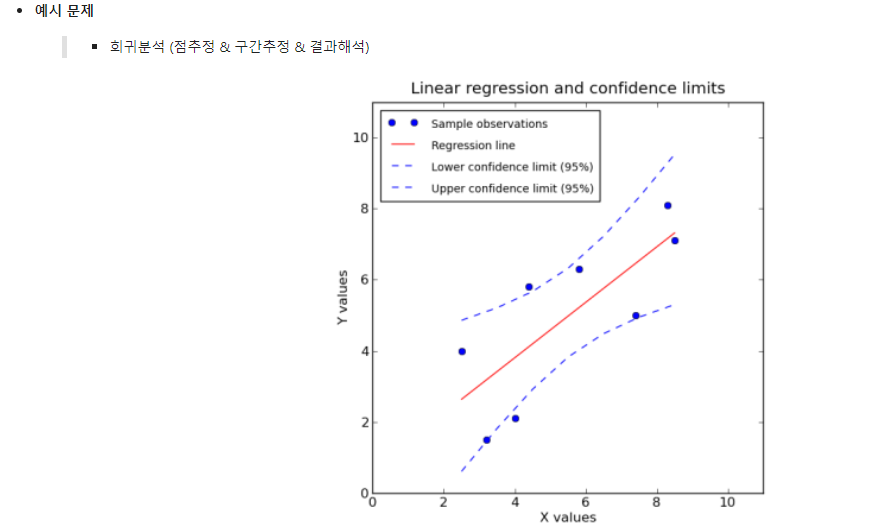 예시 문제
회귀분석 (점추정 & 구간추정 & 결과해석)
Linear regression and confidence limits
Sample observations
Regression line
Lower confidence limit (95%)
Upper confidence limit (95%)
10
8
6
4
2
0
Y values
0 2 4 6 8 10
X values